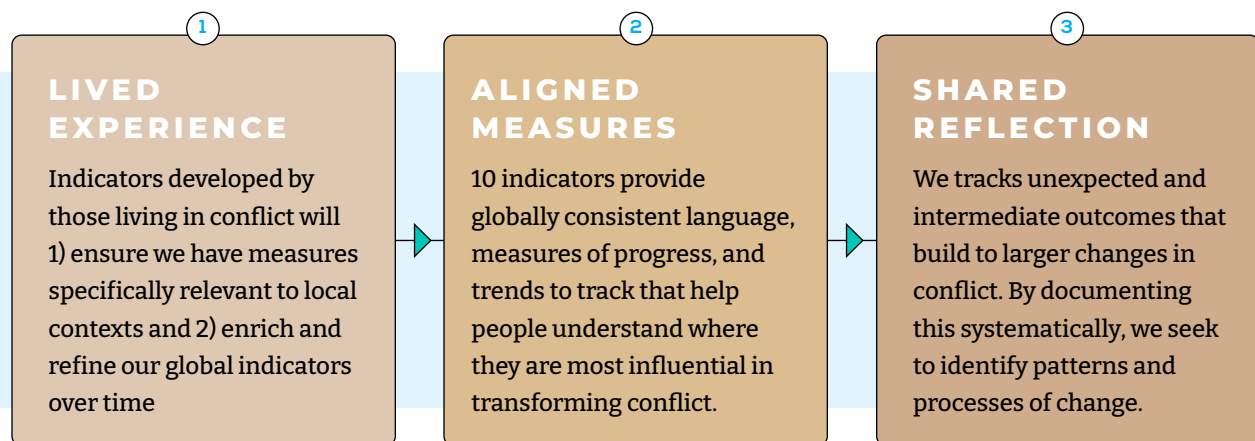 1
LIVED
EXPERIENCE
Indicators developed by
those living in conflict will
1) ensure we have measures
specifically relevant to local
contexts and 2) enrich and
refine our global indicators
over time
2
ALIGNED
MEASURES
10 indicators provide
globally consistent language,
measures of progress, and
trends to track that help
people understand where
they are most influential in
transforming conflict.
3
SHARED
REFLECTION
We tracks unexpected and
intermediate outcomes that
build to larger changes in
conflict. By documenting
this systematically, we seek
to identify patterns and
processes of change.